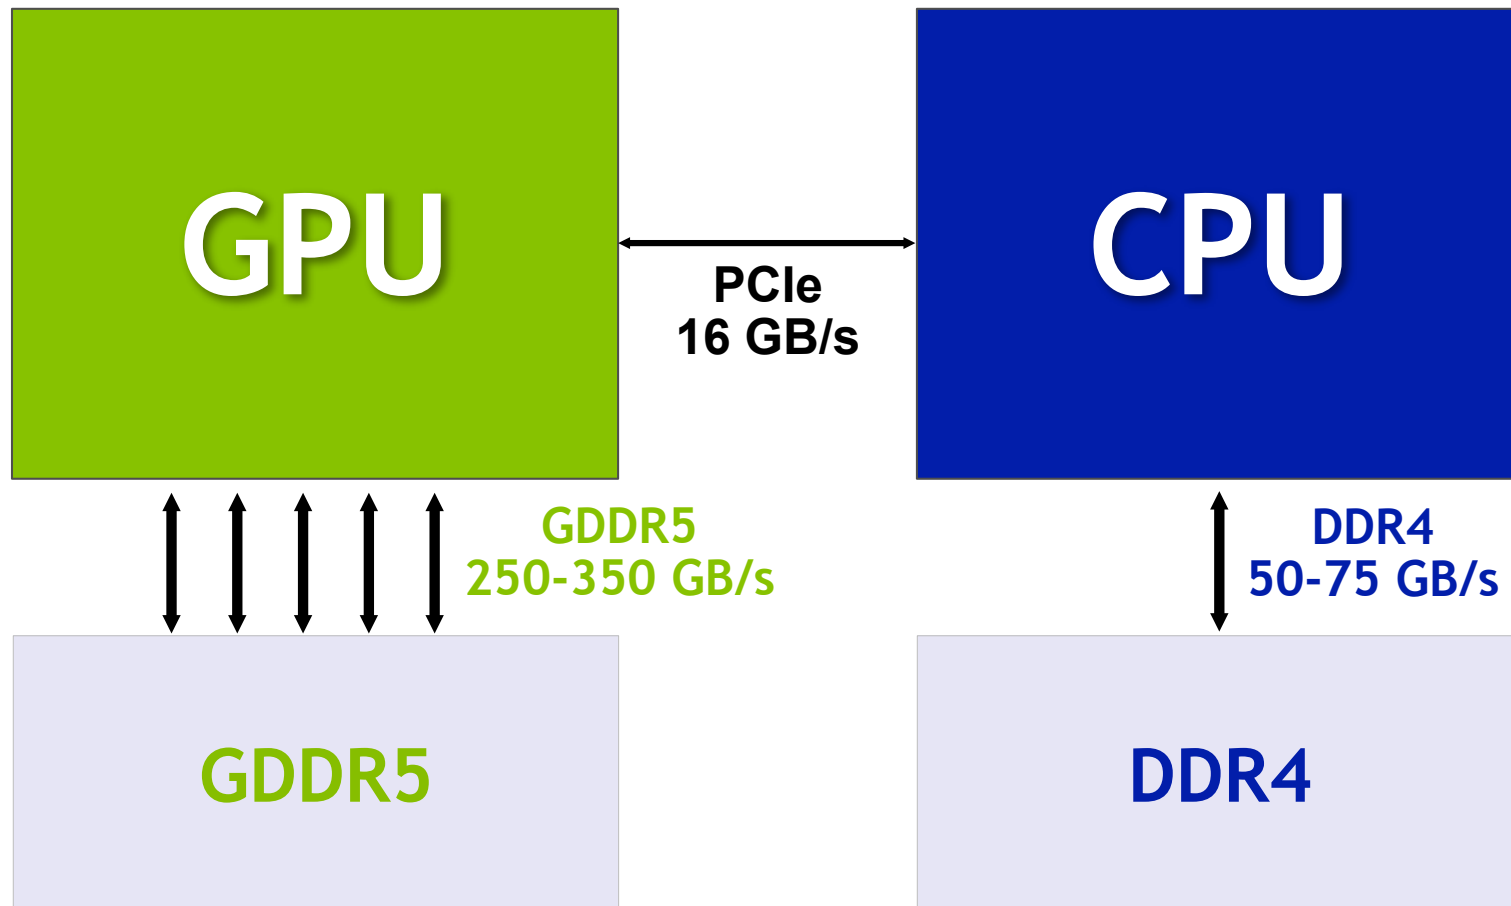 GPU
CPU
PCIe
16 GB/s
GDDR5
250-350 GB/s
DDR4
50-75 GB/s
GDDR5
DDR4